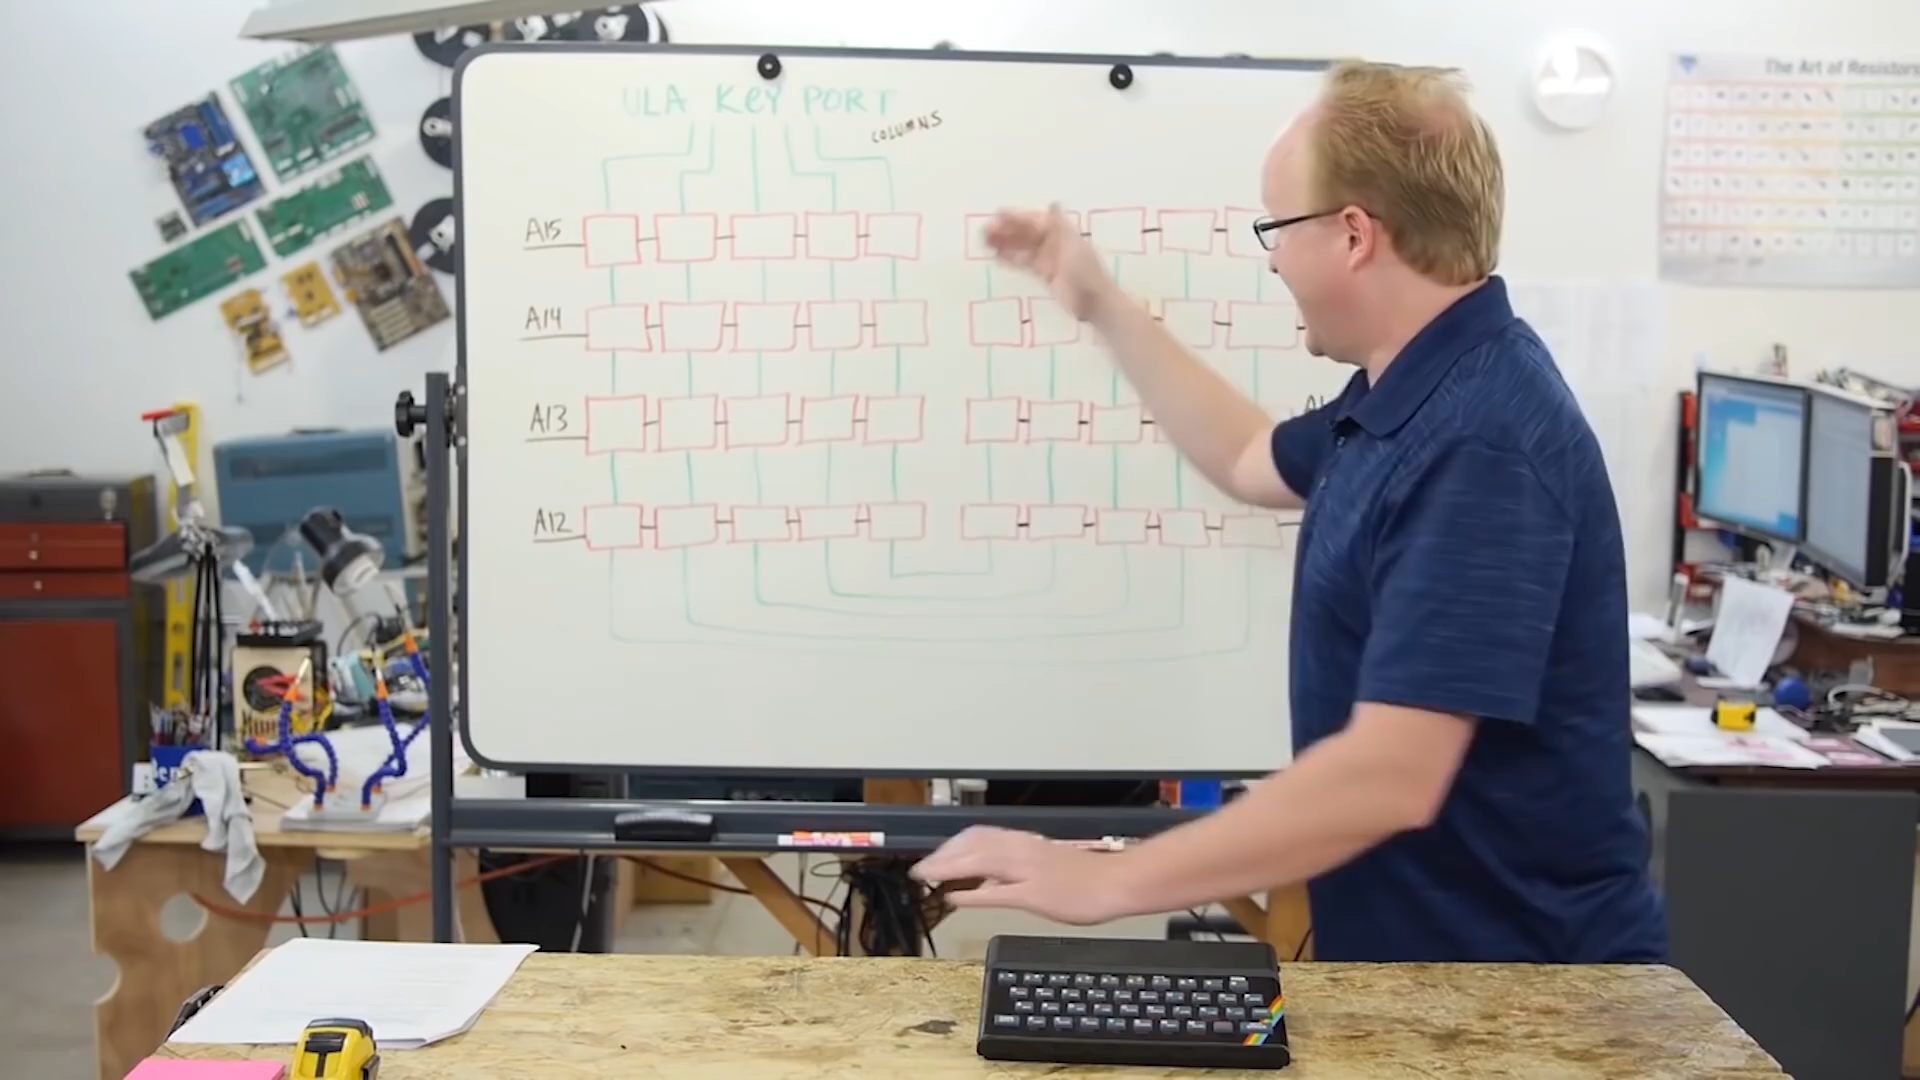 ULA KEY PORT
COLUMNS
The Art of Resistors
A15
A14
A13
A12